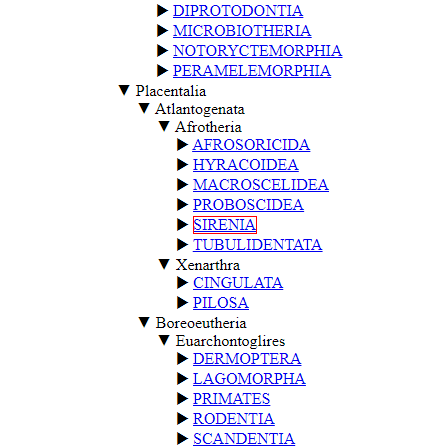 ▶ DIPROTODONTIA
▶ MICROBIOTHERIA
▶ NOTORYCTEMORPHIA
▶ PERAMELEMORPHIA
▼ Placentalia
▼ Atlantogenata
▼ Afrotheria
▶ AFROSORICIDA
▶ HYRACOIDEA
▶ MACROSCELIDEA
▶ PROBOSCIDEA
▶ SIRENIA
▶ TUBULIDENTATA
▼ Xenarthra
▶ CINGULATA
▶ PILOSA
▼ Boreoeutheria
▼ Euarchontoglires
▶ DERMOPTERA
▶ LAGOMORPHA
▶ PRIMATES
▶ RODENTIA
▶ SCANDENTIA